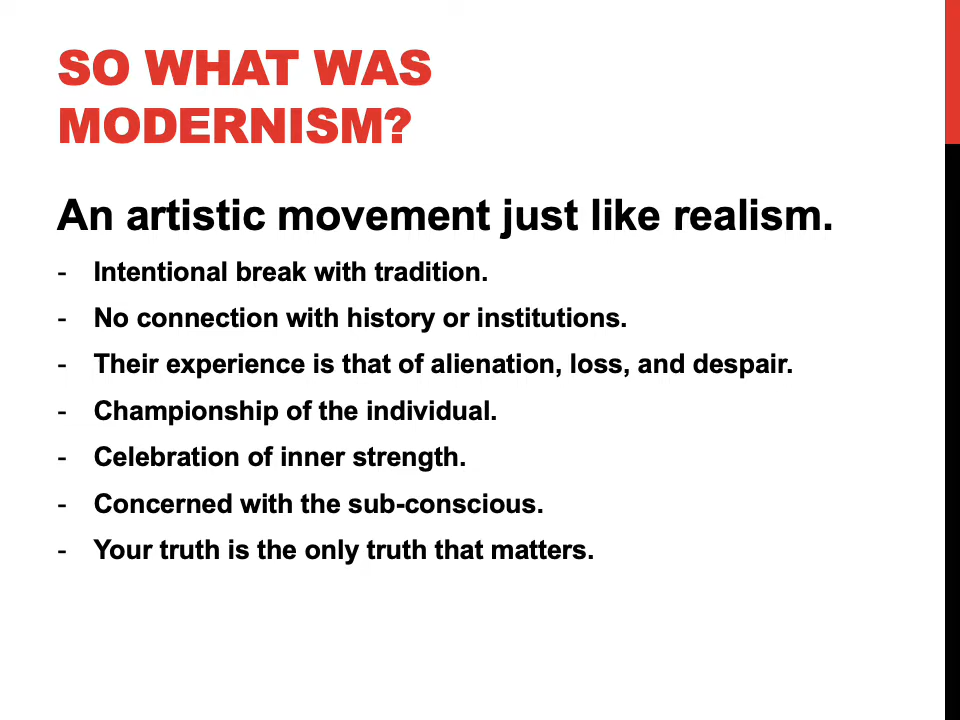 SO WHAT WAS
MODERNISM?
An artistic movement just like realism.
- Intentional break with tradition.
- No connection with history or institutions.
- Their experience is that of alienation, loss, and despair.
- Championship of the individual.
- Celebration of inner strength.
- Concerned with the sub-conscious.
- Your truth is the only truth that matters.